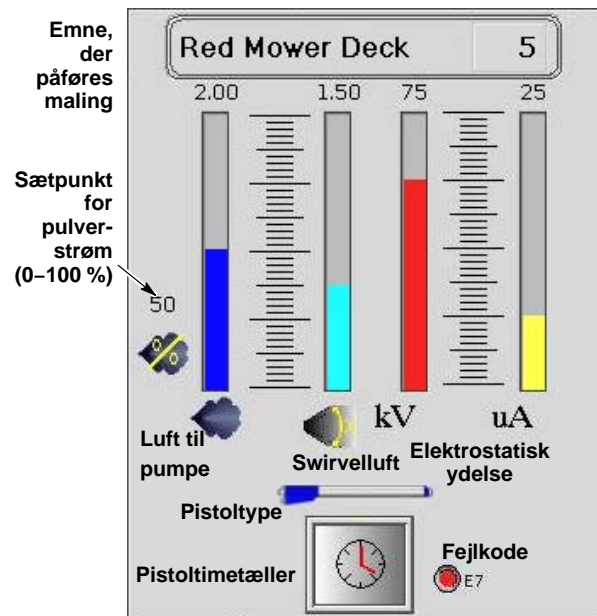 Emne,
der
påføres
maling
Red Mower Deck 5
2.00 1.50 75 25
Sætpunkt
for
pulver-
strøm
(0–100 %)
50
%
kV uA
Luft til
pumpe
Swirvelluft
Elektrostatisk
ydelse
Pistoltype
Pistoltimetæller
Fejlkode
E7